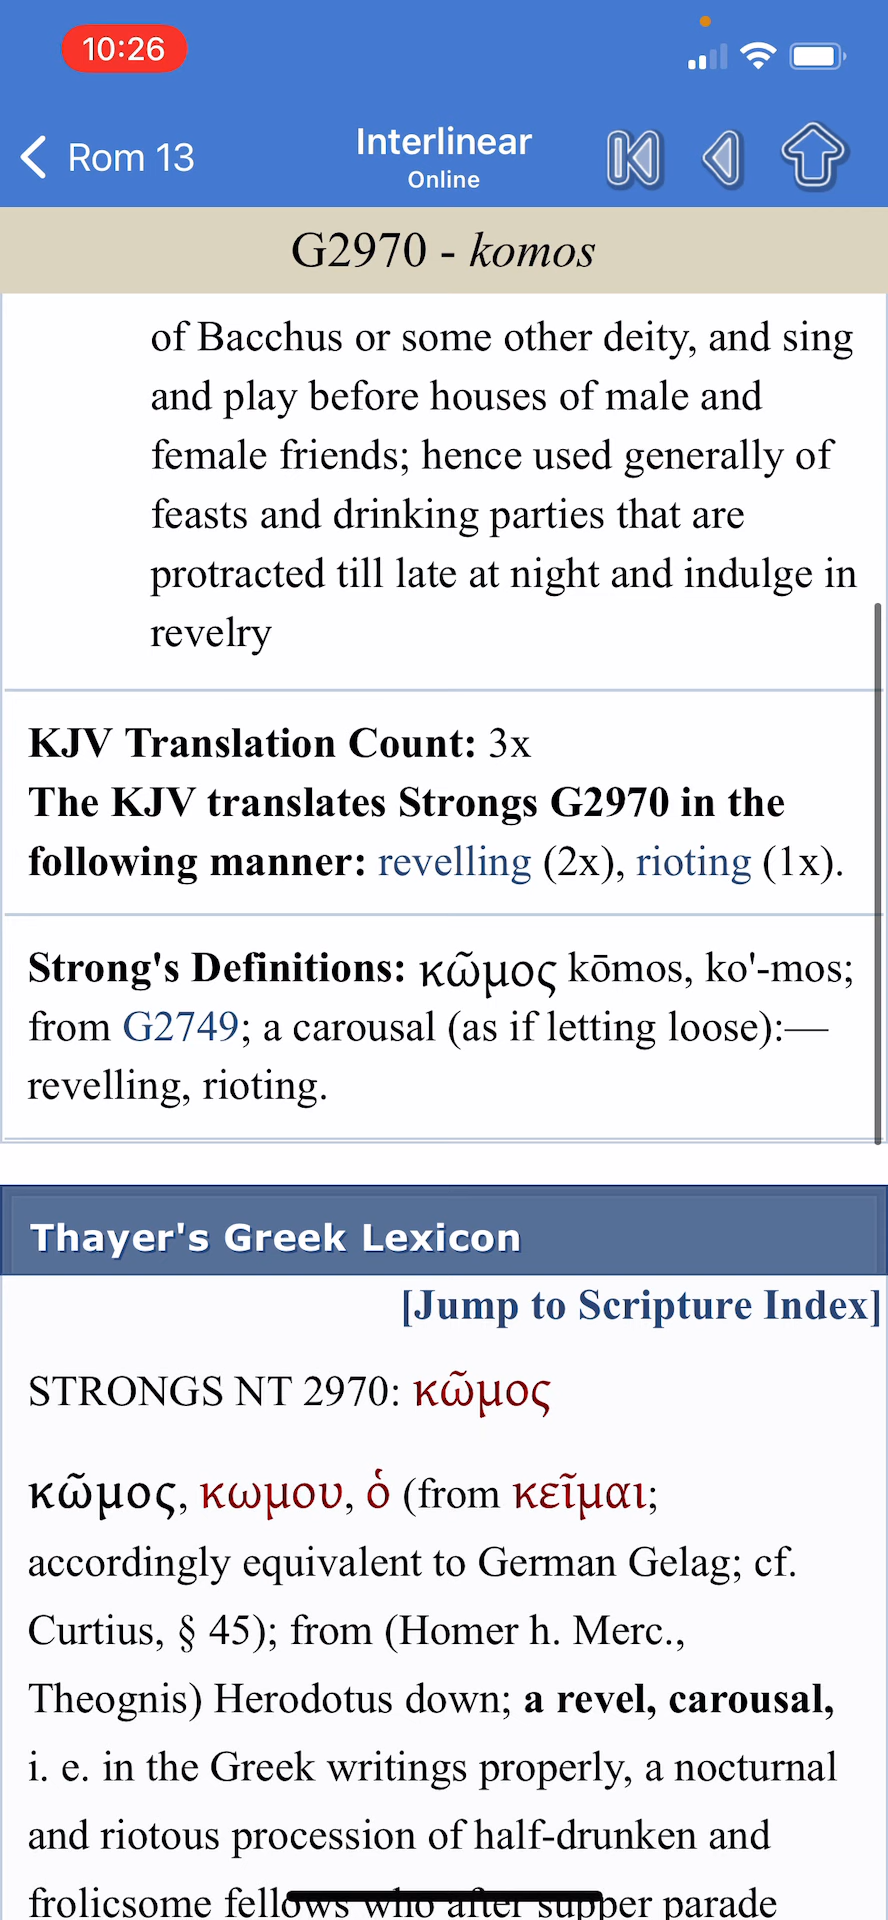 10:26
Rom 13
Interlinear
Online
G2970 - komos
of Bacchus or some other deity, and sing
and play before houses of male and
female friends; hence used generally of
feasts and drinking parties that are
protracted till late at night and indulge in
revelry
KJV Translation Count: 3x
The KJV translates Strongs G2970 in the
following manner: revelling (2x), rioting (1x).
Strong's Definitions: κῶμος kōmos, ko'-mos;
from G2749; a carousal (as if letting loose):—
revelling, rioting.
Thayer's Greek Lexicon
[Jump to Scripture Index]
STRONGS NT 2970: κῶμος
κῶμος, κωμου, ὁ (from κεῖμαι;
accordingly equivalent to German Gelag; cf.
Curtius, § 45); from (Homer h. Merc.,
Theognis) Herodotus down; a revel, carousal,
i. e. in the Greek writings properly, a nocturnal
and riotous procession of half-drunken and
frolicsome fellows who after supper parade